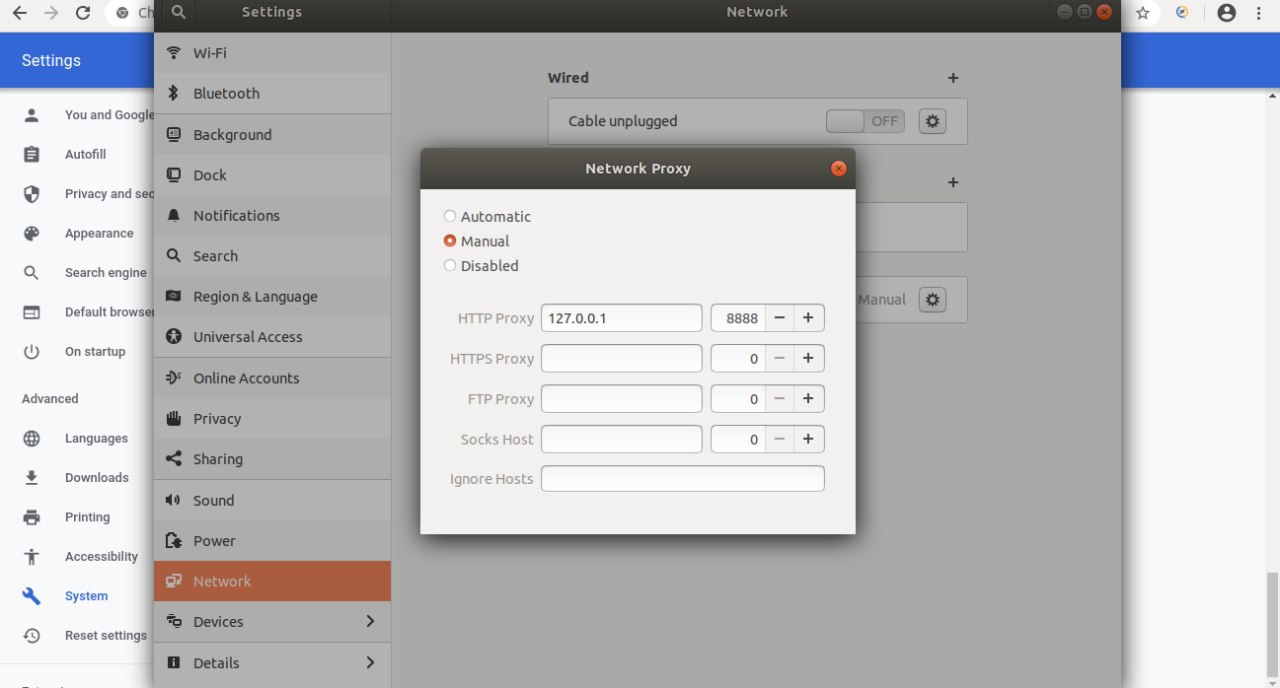 Ch
Settings
Network
Settings
You and Google
Autofill
Privacy and sec
Appearance
Search engine
Default browser
On startup
Advanced
Languages
Downloads
Printing
Accessibility
System
Reset settings
Wi-Fi
Bluetooth
Background
Dock
Notifications
Search
Region & Language
Universal Access
Online Accounts
Privacy
Sharing
Sound
Power
Network
Devices
Details
Wired
Cable unplugged OFF
Manual
Network Proxy
Automatic
Manual
Disabled
HTTP Proxy 127.0.0.1 8888 − +
HTTPS Proxy 0 − +
FTP Proxy 0 − +
Socks Host 0 − +
Ignore Hosts